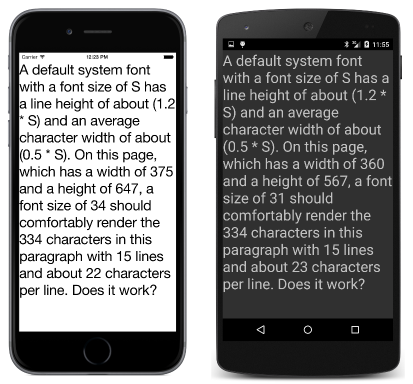 Carrier 12:23 PM
A default system font
with a font size of S has
a line height of about (1.2
* S) and an average
character width of about
(0.5 * S). On this page,
which has a width of 375
and a height of 647, a
font size of 34 should
comfortably render the
334 characters in this
paragraph with 15 lines
and about 22 characters
per line. Does it work?
11:55
A default system font
with a font size of S has a
line height of about (1.2 *
S) and an average
character width of about
(0.5 * S). On this page,
which has a width of 360
and a height of 567, a font
size of 31 should
comfortably render the
334 characters in this
paragraph with 15 lines
and about 23 characters
per line. Does it work?